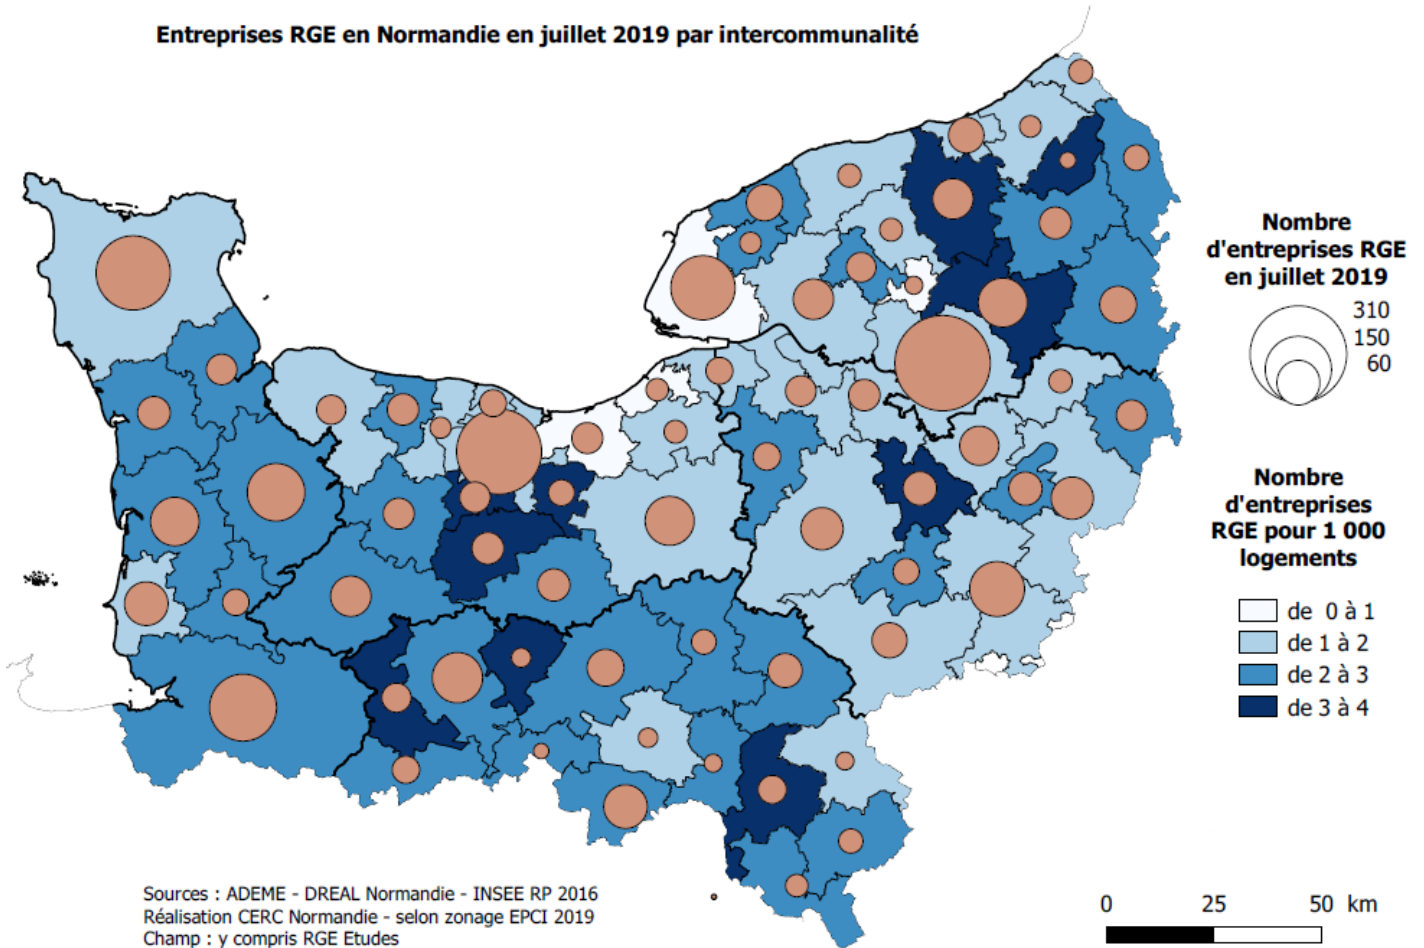 Entreprises RGE en Normandie en juillet 2019 par intercommunalité
Nombre
d'entreprises RGE
en juillet 2019
310
150
60
Nombre
d'entreprises
RGE pour 1 000
logements
de 0 à 1
de 1 à 2
de 2 à 3
de 3 à 4
Sources : ADEME - DREAL Normandie - INSEE RP 2016
Réalisation CERC Normandie - selon zonage EPCI 2019
Champ : y compris RGE Etudes
0 25 50 km